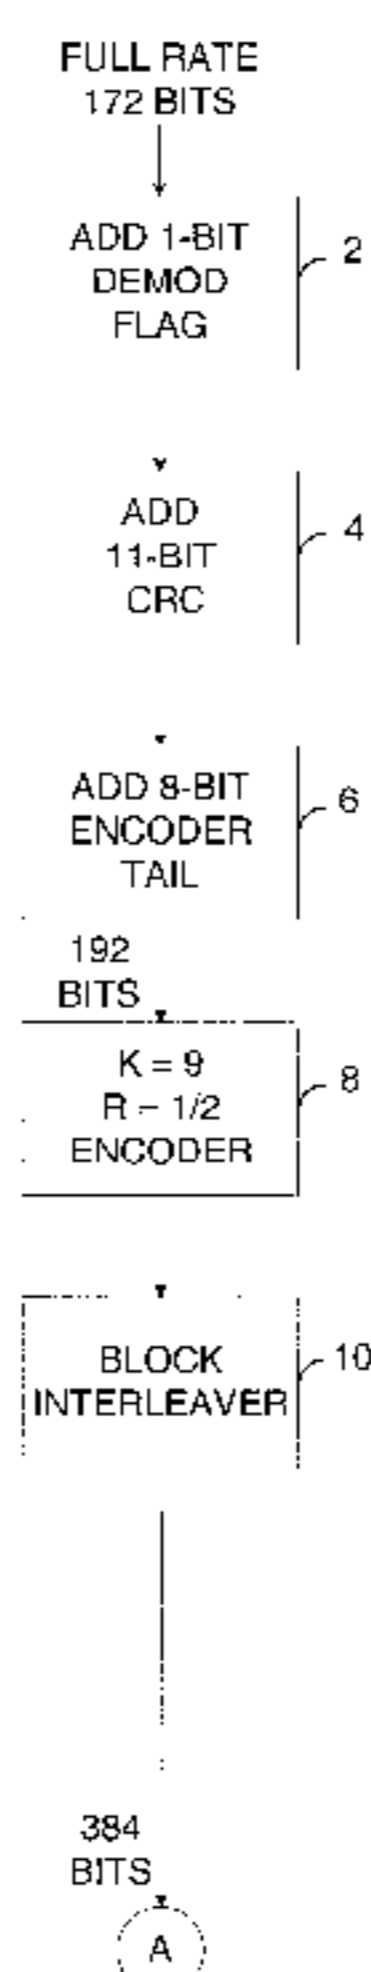 FULL RATE
172 BITS
ADD 1-BIT
DEMOD
FLAG
2
ADD
11-BIT
CRC
4
ADD 8-BIT
ENCODER
TAIL
6
192
BITS
K = 9
R = 1/2
ENCODER
8
BLOCK
INTERLEAVER
10
384
BITS
A